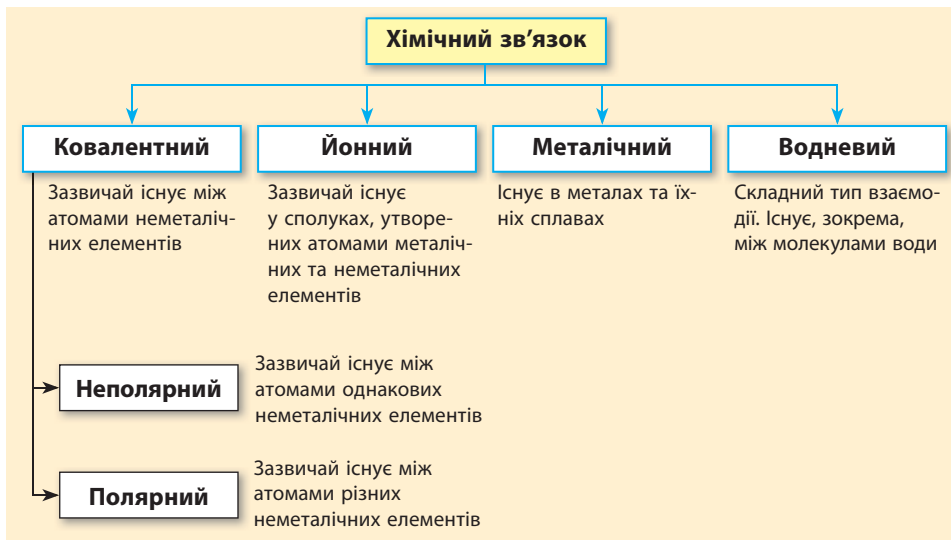 Хімічний зв’язок
Ковалентний
Зазвичай існує між
атомами неметаліч-
них елементів
Йонний
Зазвичай існує
у сполуках, утворе-
них атомами металіч-
них та неметалічних
елементів
Металічний
Існує в металах та їх-
ніх сплавах
Водневий
Складний тип взаємо-
дії. Існує, зокрема,
між молекулами води
Неполярний
Зазвичай існує між
атомами однакових
неметалічних елементів
Полярний
Зазвичай існує між
атомами різних
неметалічних елементів